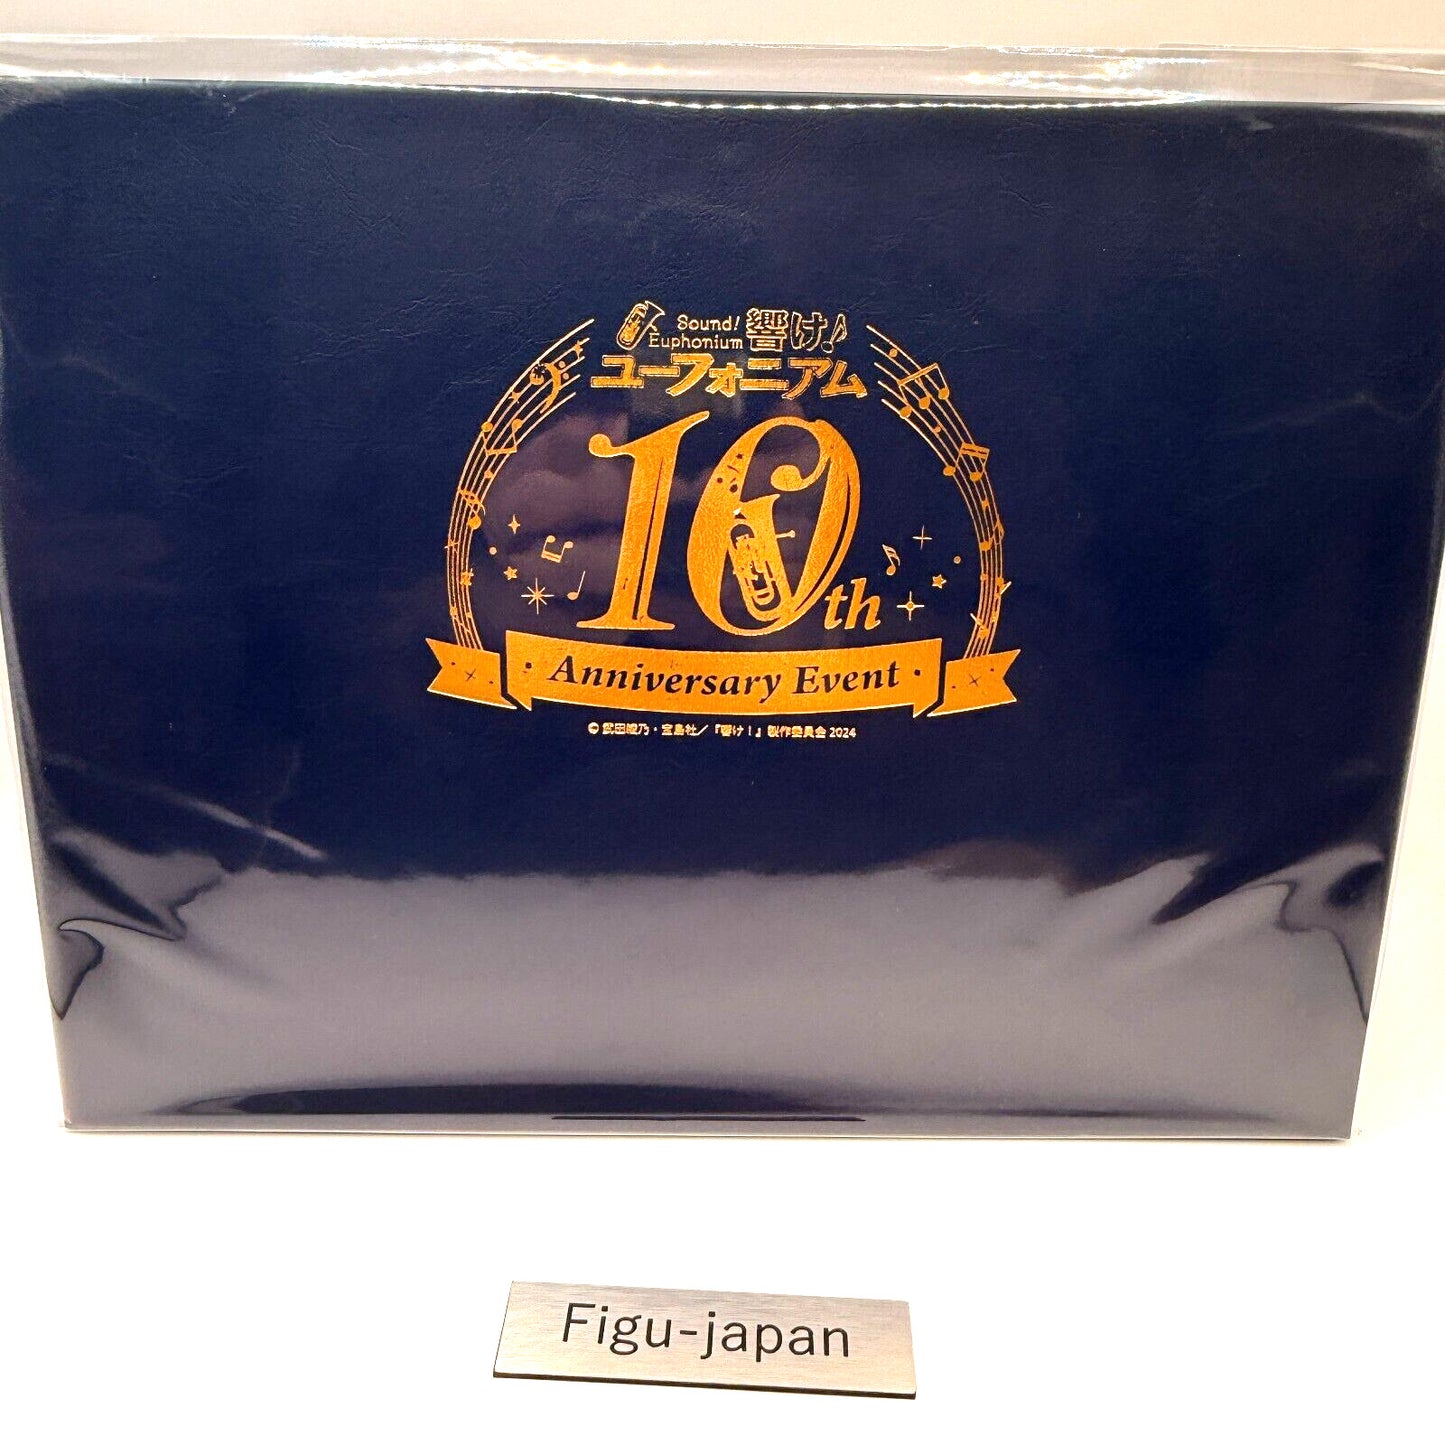 Sound! 響け!
Euphonium
ユーフォニアム
10th
Anniversary Event
© 武田綾乃・宝島社/『響け！』製作委員会 2024
Figu-japan